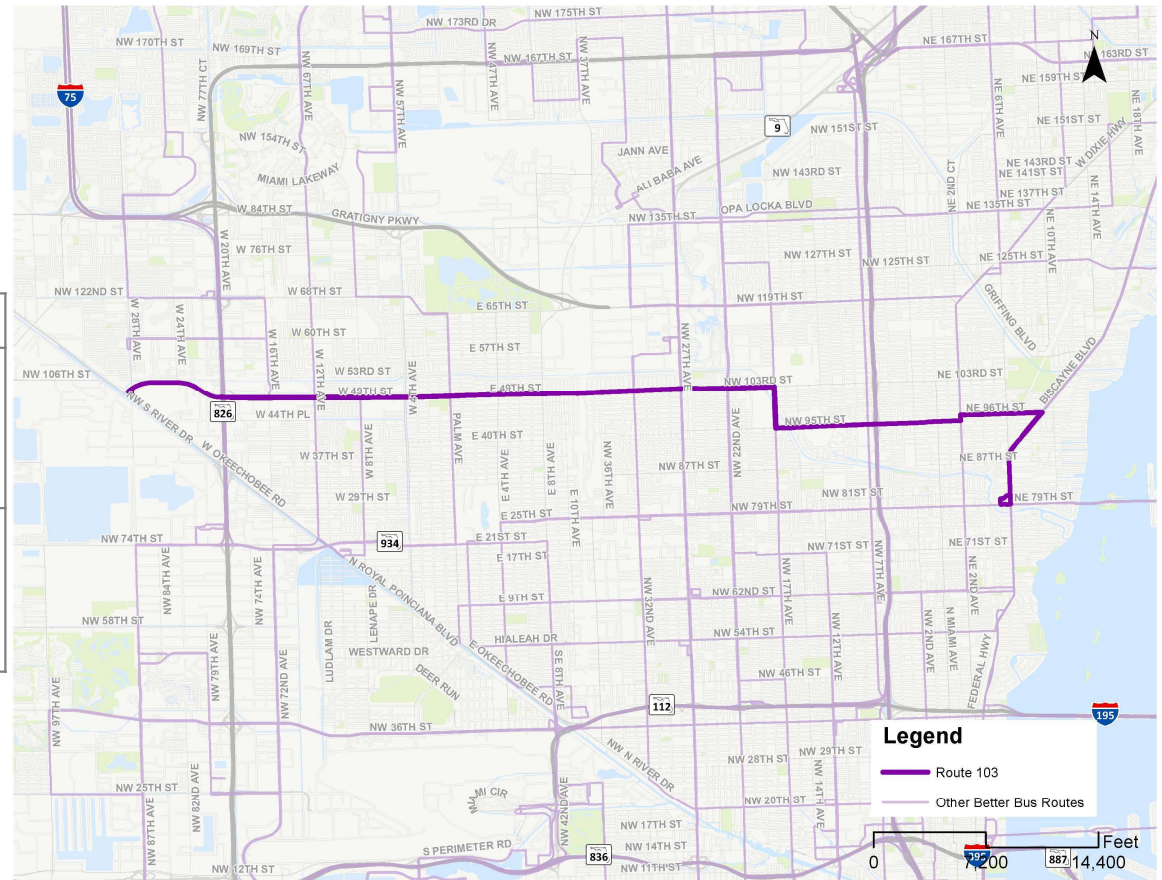 NW 175TH ST
NW 173RD DR
NW 170TH ST
NW 169TH ST
NE 167TH ST
N
NW 167TH ST
163RD ST
NW 77TH CT
NW 67TH AVE
NW 57TH AVE
NW 47TH AVE
NW 37TH AVE
NE 159TH ST
75
NE 6TH AVE
NE 18TH AVE
9
NW 151ST ST
NE 151ST ST
W DIXIE HWY
NW 154TH ST
JANN AVE
NE 143RD ST
MIAMI LAKEWAY
ALI BABA AVE
NW 143RD ST
NE 141ST ST
NE 2ND CT
NE 137TH ST
NE 14TH AVE
W 84TH ST
GRATIGNY PKWY
NW 135TH ST
OPA LOCKA BLVD
NE 135TH ST
NE 10TH AVE
W 20TH AVE
W 76TH ST
NW 127TH ST
NW 125TH ST
NE 125TH ST
NW 122ND ST
W 68TH ST
E 65TH ST
NW 119TH ST
GRIFFING BLVD
W 28TH AVE
W 24TH AVE
W 16TH AVE
W 60TH ST
W 12TH AVE
E 57TH ST
NW 27TH AVE
BISCAYNE BLVD
NW 106TH ST
W 53RD ST
W 4TH AVE
NE 103RD ST
W 49TH ST
E 49TH ST
NW 103RD ST
NW S RIVER DR
826
W 44TH PL
PALM AVE
NW 22ND AVE
NE 96TH ST
NW 95TH ST
W OKEECHOBEE RD
W 8TH AVE
E 40TH ST
W 37TH ST
E 4TH AVE
E 8TH AVE
NW 36TH AVE
NE 87TH ST
NW 87TH ST
W 29TH ST
E 10TH AVE
NW 81ST ST
NE 79TH ST
E 25TH ST
NW 79TH ST
NW 74TH ST
934
E 21ST ST
NW 71ST ST
NE 71ST ST
E 17TH ST
NW 84TH AVE
NW 74TH AVE
N ROYAL POINCIANA BLVD
NW 32ND AVE
NW 17TH AVE
NW 7TH AVE
NE 2ND AVE
E 9TH ST
NW 62ND ST
NW 58TH ST
LENAPE DR
LUDLAM DR
HIALEAH DR
NW 54TH ST
NW 12TH AVE
NW 2ND AVE
N MIAMI AVE
WESTWARD DR
E OKEECHOBEE RD
NW 79TH AVE
NW 72ND AVE
SE 8TH AVE
DEER RUN
NW 46TH ST
FEDERAL HWY
NW 97TH AVE
112
195
NW 36TH ST
Legend
NW N RIVER DR
NW 28TH ST
NW 29TH ST
Route 103
NW 82ND AVE
NW 42ND AVE
NW 14TH AVE
NW 25TH ST
NW 20TH ST
Other Better Bus Routes
NW 87TH AVE
NW 17TH ST
Feet
S PERIMETER RD
NW 14TH ST
836
395
887
0
7,200
14,400
NW 12TH ST
NW 11TH ST